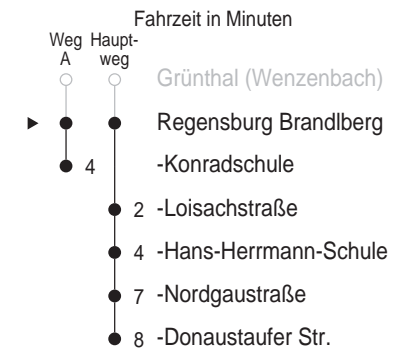 Fahrzeit in Minuten
Weg Haupt-
A weg
Grünthal (Wenzenbach)
Regensburg Brandlberg
4 -Konradschule
2 -Loisachstraße
4 -Hans-Herrmann-Schule
7 -Nordgaustraße
8 -Donaustaufer Str.